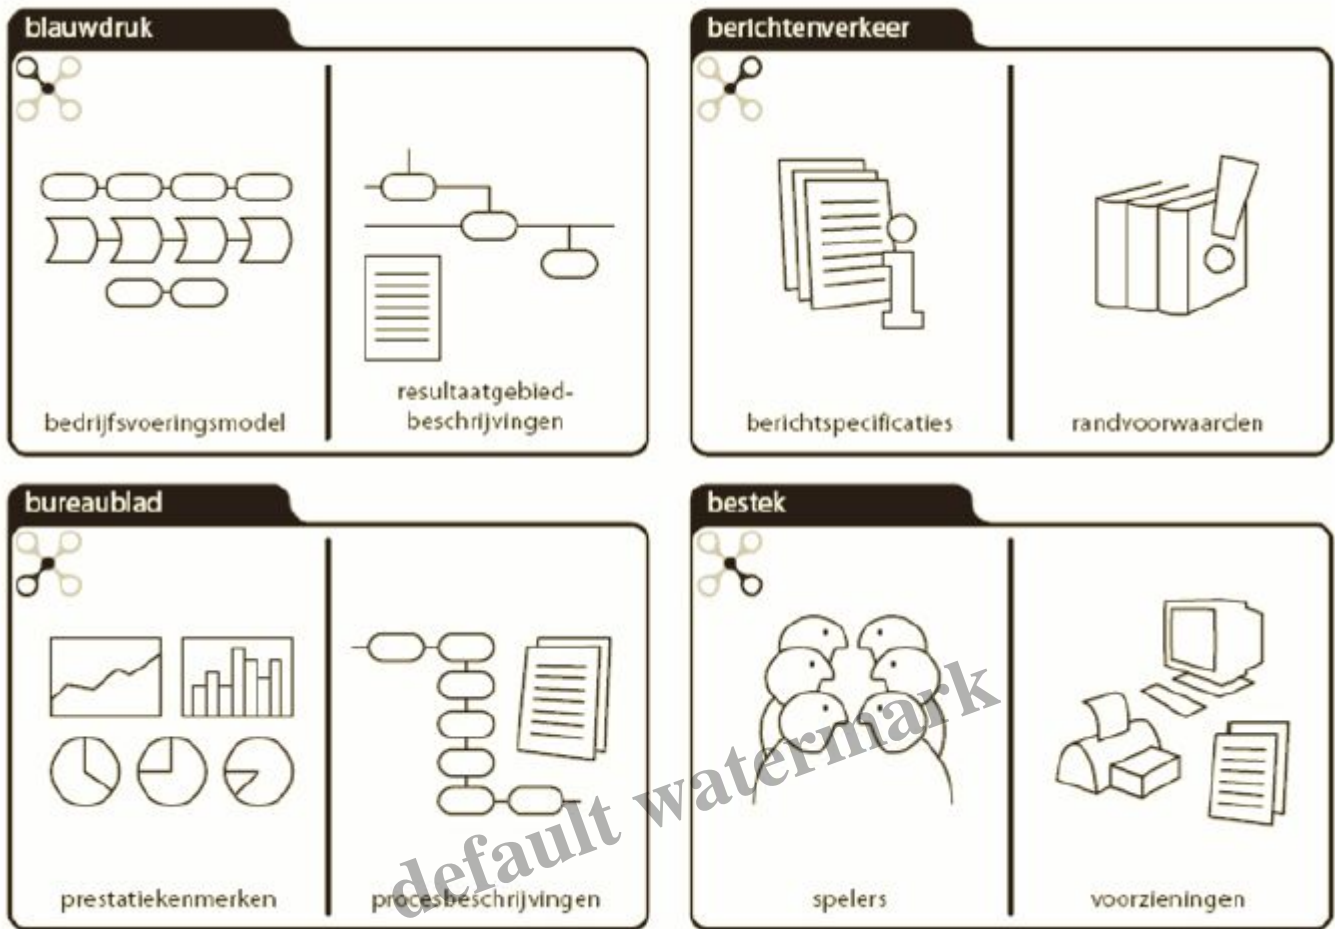 blauwdruk
bedrijfsvoeringsmodel
resultaatgebied-
beschrijvingen
berichtenverkeer
berichtspecificaties
randvoorwaarden
bureaublad
prestatiekenmerken
procesbeschrijvingen
bestek
spelers
voorzieningen
default watermark